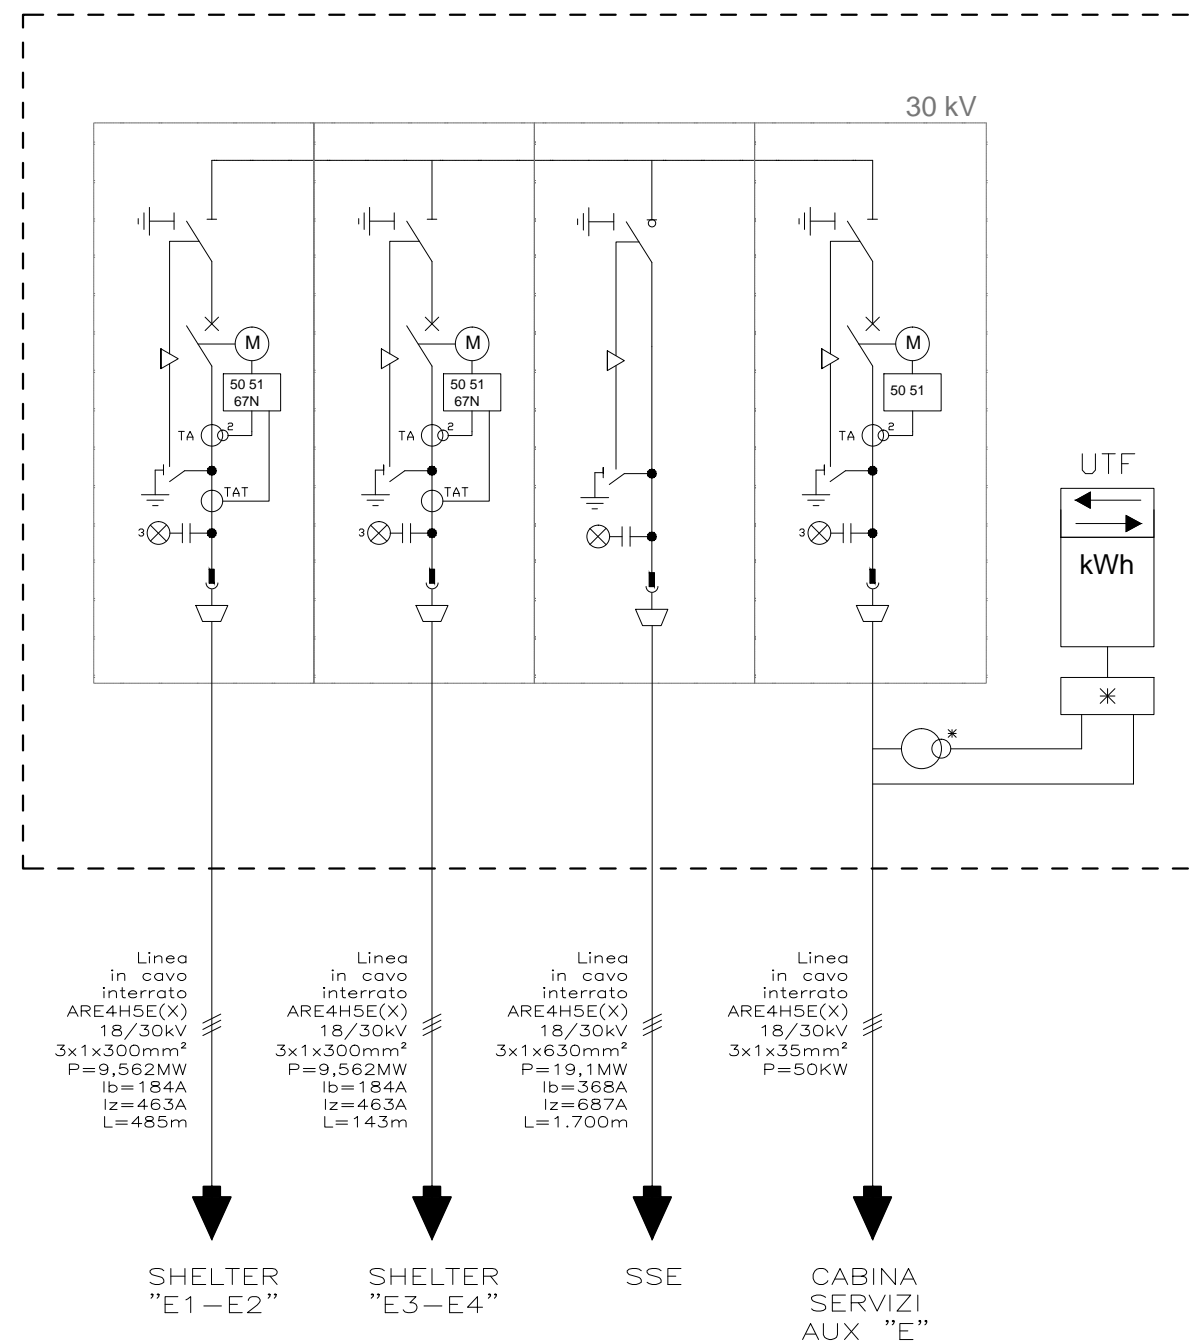 30 kV
M
50 51
67N
TA
2
TAT
3
M
50 51
67N
TA
2
TAT
3
M
50 51
TA
2
3
UTF
kWh
*
*
Linea
in cavo
interrato
ARE4H5E(X)
18/30kV
3x1x300mm²
P=9,562MW
Ib=184A
Iz=463A
L=485m
Linea
in cavo
interrato
ARE4H5E(X)
18/30kV
3x1x300mm²
P=9,562MW
Ib=184A
Iz=463A
L=143m
Linea
in cavo
interrato
ARE4H5E(X)
18/30kV
3x1x630mm²
P=19,1MW
Ib=368A
Iz=687A
L=1.700m
Linea
in cavo
interrato
ARE4H5E(X)
18/30kV
3x1x35mm²
P=50KW
SHELTER
"E1-E2"
SHELTER
"E3-E4"
SSE
CABINA
SERVIZI
AUX "E"